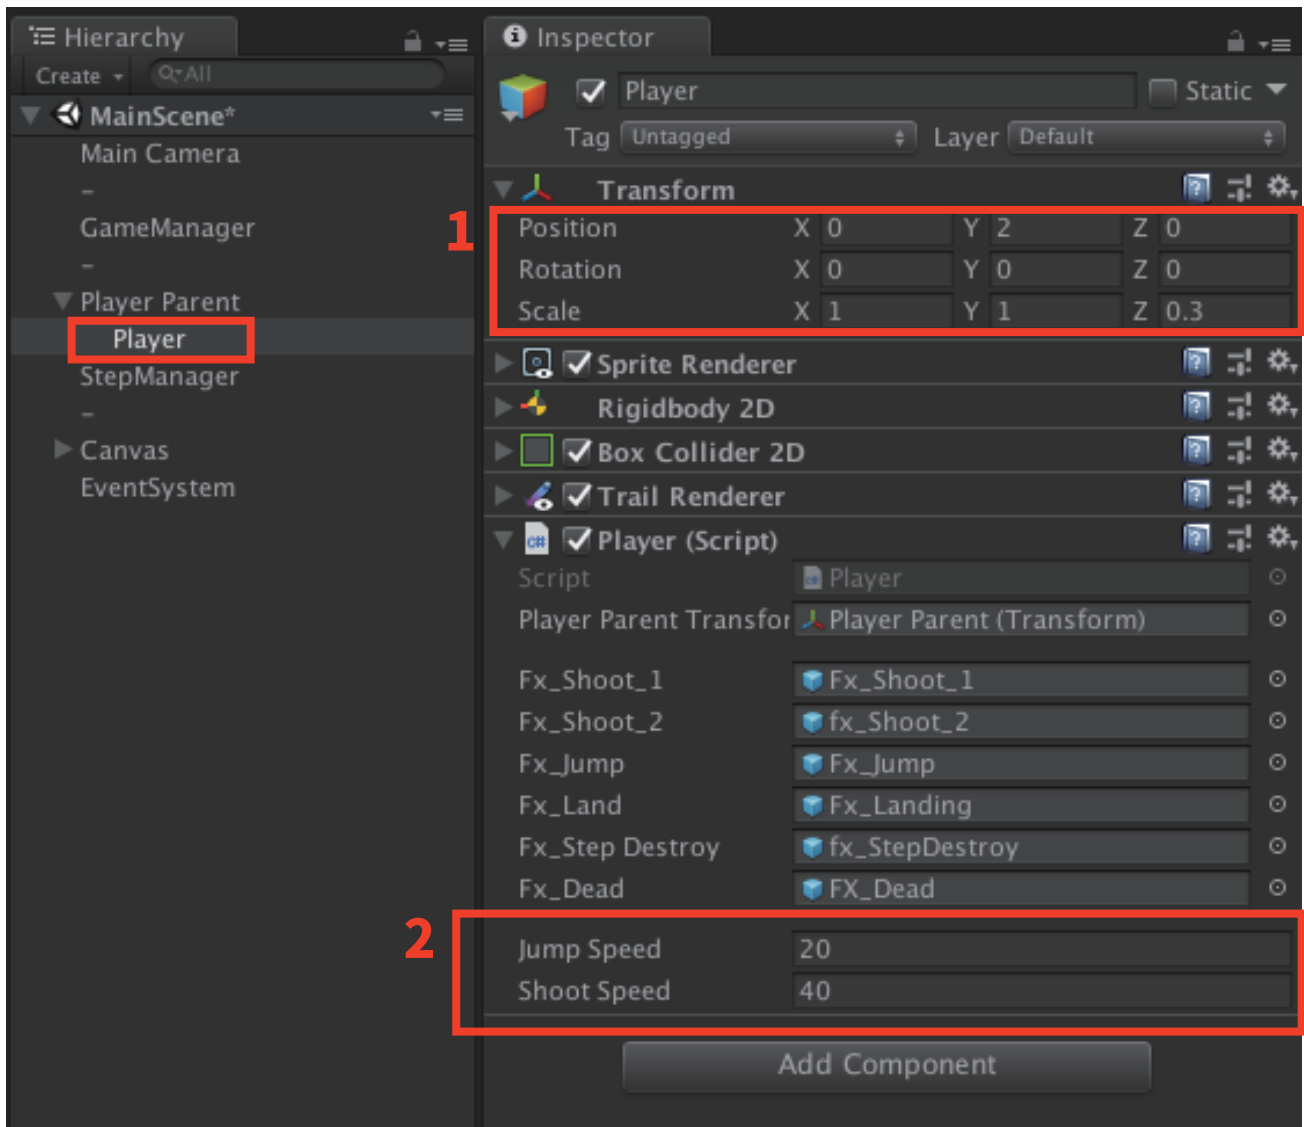 Hierarchy
Create
All
MainScene*
Main Camera
–
GameManager
–
Player Parent
Player
StepManager
–
Canvas
EventSystem
Inspector
Player
Static
Tag Untagged Layer Default
Transform
1
Position X 0 Y 2 Z 0
Rotation X 0 Y 0 Z 0
Scale X 1 Y 1 Z 0.3
Sprite Renderer
Rigidbody 2D
Box Collider 2D
Trail Renderer
C# Player (Script)
Script Player
Player Parent Transfor Player Parent (Transform)
Fx_Shoot_1 Fx_Shoot_1
Fx_Shoot_2 fx_Shoot_2
Fx_Jump Fx_Jump
Fx_Land Fx_Landing
Fx_Step Destroy fx_StepDestroy
Fx_Dead FX_Dead
2
Jump Speed 20
Shoot Speed 40
Add Component